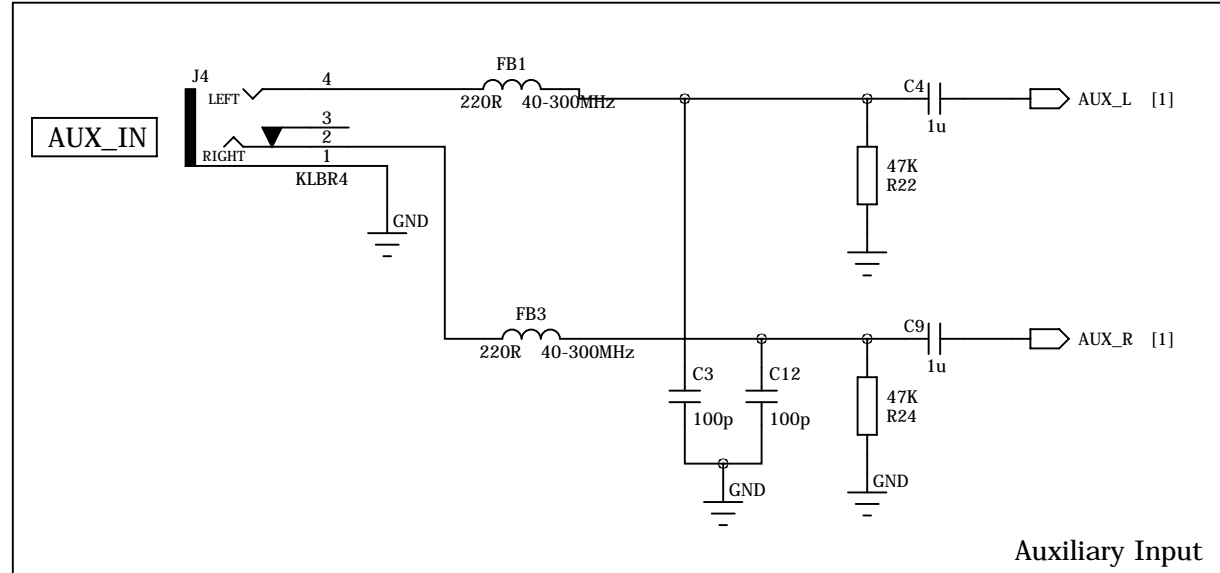 J4
LEFT
4
FB1
220R 40-300MHz
C4
1u
AUX_L [1]
AUX_IN
3
2
RIGHT
1
KLBR4
GND
47K
R22
FB3
220R 40-300MHz
C9
1u
AUX_R [1]
C3
100p
C12
100p
47K
R24
GND
GND
Auxiliary Input